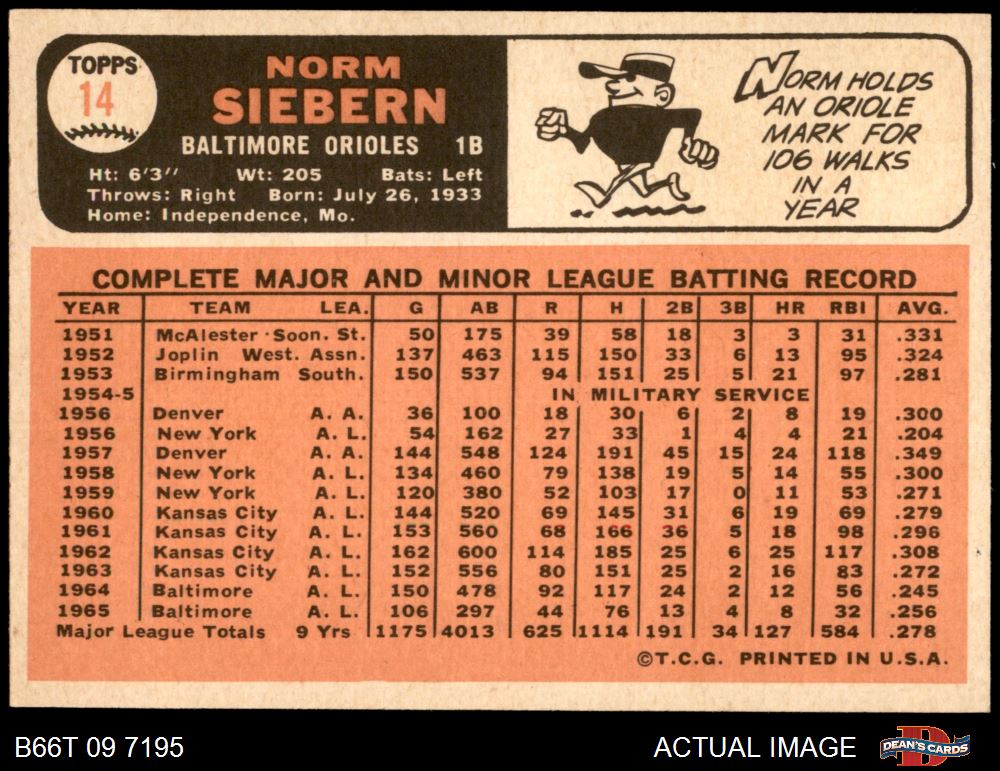 TOPPS
14
NORM
SIEBERN
BALTIMORE ORIOLES 1B
Ht: 6'3" Wt: 205 Bats: Left
Throws: Right Born: July 26, 1933
Home: Independence, Mo.
NORM HOLDS
AN ORIOLE
MARK FOR
106 WALKS
IN A
YEAR
COMPLETE MAJOR AND MINOR LEAGUE BATTING RECORD
YEAR TEAM LEA. G AB R H 2B 3B HR RBI AVG.
1951 McAlester Soon. St. 50 175 39 58 18 3 3 31 .331
1952 Joplin West. Assn. 137 463 115 150 33 6 13 95 .324
1953 Birmingham South. 150 537 94 151 25 5 21 97 .281
1954-5 IN MILITARY SERVICE
1956 Denver A. A. 36 100 18 30 6 2 8 19 .300
1956 New York A. L. 54 162 27 33 1 4 4 21 .204
1957 Denver A. A. 144 548 124 191 45 15 24 118 .349
1958 New York A. L. 134 460 79 138 19 5 14 55 .300
1959 New York A. L. 120 380 52 103 17 0 11 53 .271
1960 Kansas City A. L. 144 520 69 145 31 6 19 69 .279
1961 Kansas City A. L. 153 560 68 166 36 5 18 98 .296
1962 Kansas City A. L. 162 600 114 185 25 6 25 117 .308
1963 Kansas City A. L. 152 556 80 151 25 2 16 83 .272
1964 Baltimore A. L. 150 478 92 117 24 2 12 56 .245
1965 Baltimore A. L. 106 297 44 76 13 4 8 32 .256
Major League Totals 9 Yrs 1175 4013 625 1114 191 34 127 584 .278
©T.C.G. PRINTED IN U.S.A.
B66T 09 7195 ACTUAL IMAGE DEAN'S CARDS